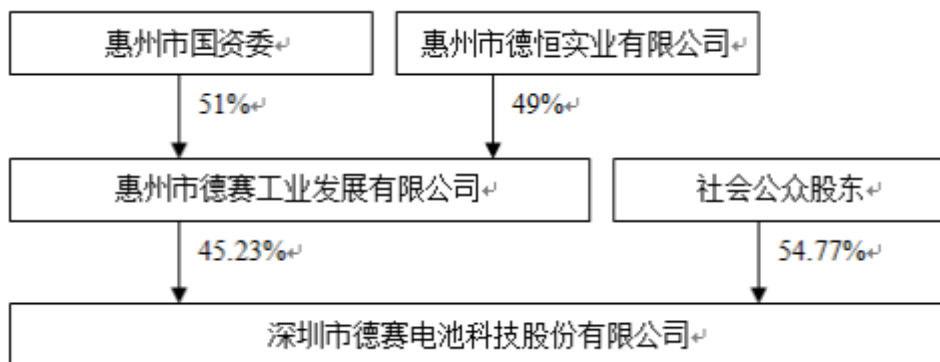 惠州市国资委
惠州市德恒实业有限公司
51%
49%
惠州市德赛工业发展有限公司
社会公众股东
45.23%
54.77%
深圳市德赛电池科技股份有限公司